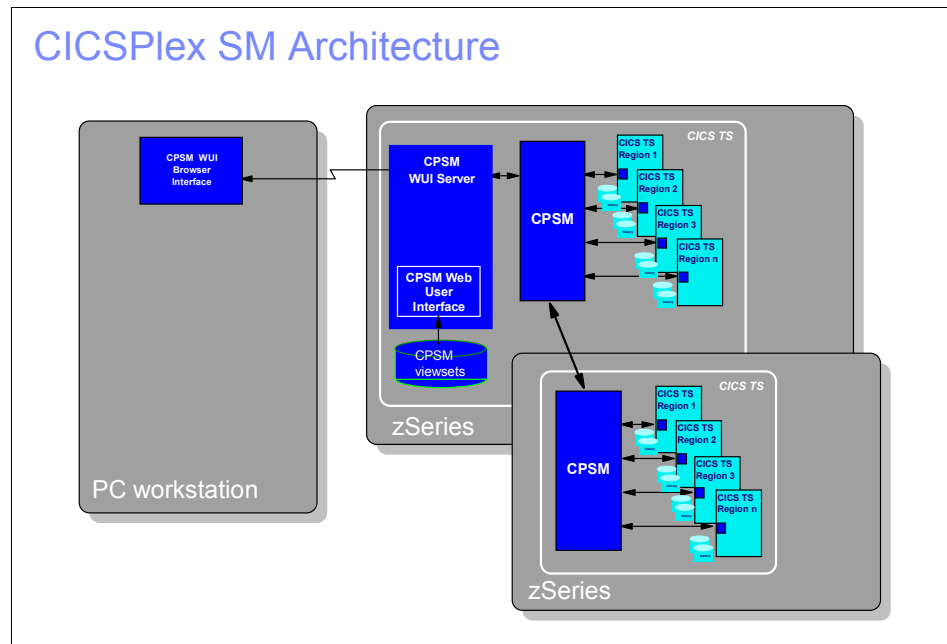 CICSPlex SM Architecture
CPSM WUI
Browser
Interface
PC workstation
CICS TS
CPSM
WUI Server
CPSM Web
User
Interface
CPSM
viewsets
CPSM
CICS TS
Region 1
CICS TS
Region 2
CICS TS
Region 3
CICS TS
Region n
zSeries
CICS TS
CPSM
CICS TS
Region 1
CICS TS
Region 2
CICS TS
Region 3
CICS TS
Region n
zSeries